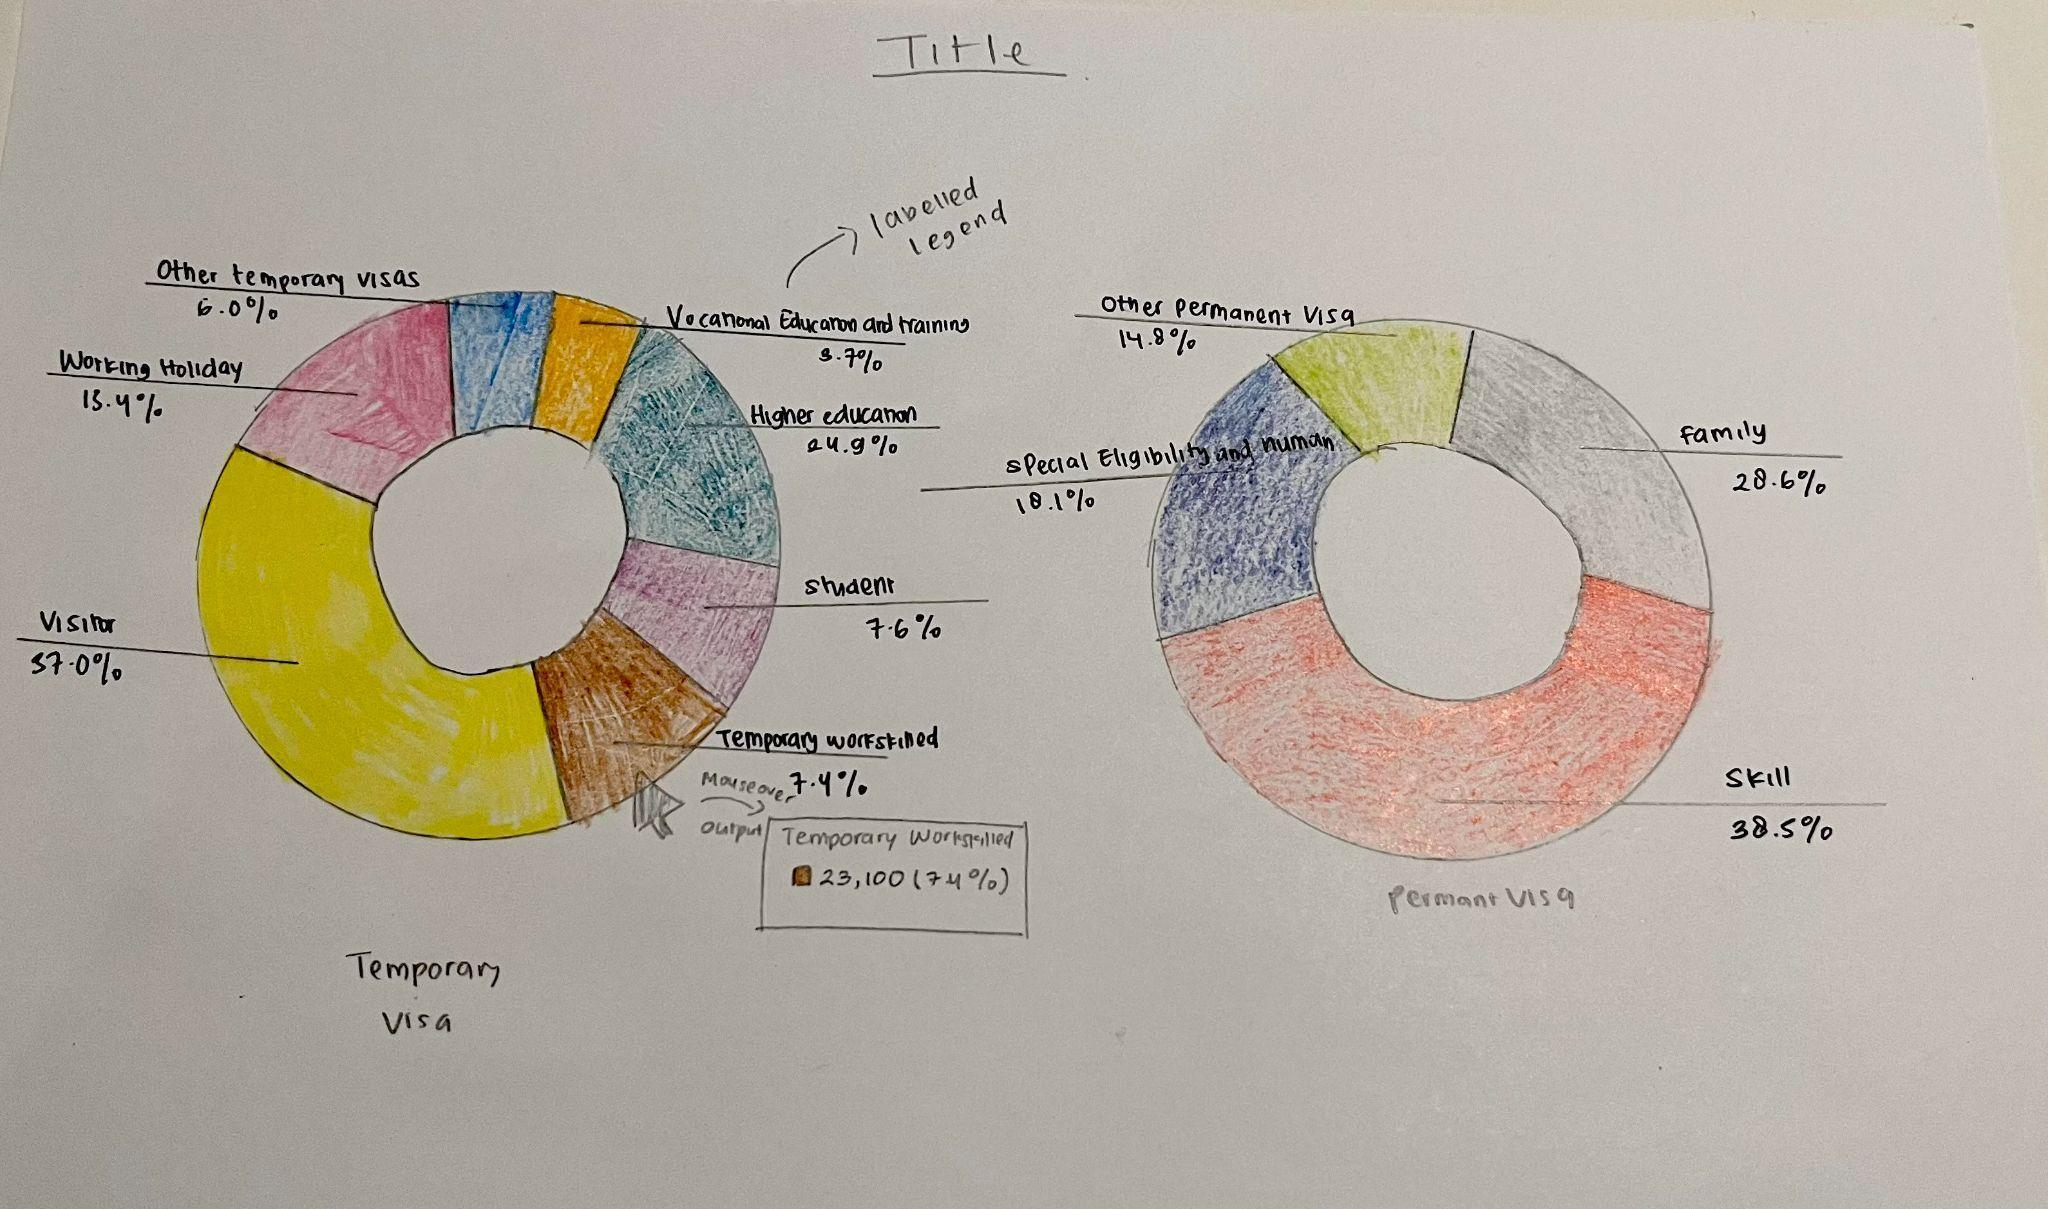 Title
labelled
legend
Other temporary visas
6.0%
Working Holiday
13.4%
Visitor
37.0%
Vocational Education and training
3.7%
Higher education
24.9%
Student
7.6%
Temporary workskilled
7.4%
Mouseover
Output
Temporary Workskilled
23,100 (7.4%)
Temporary
Visa
Other permanent Visa
14.8%
Special Eligibility and human
18.1%
Family
28.6%
Skill
38.5%
Permant Visa